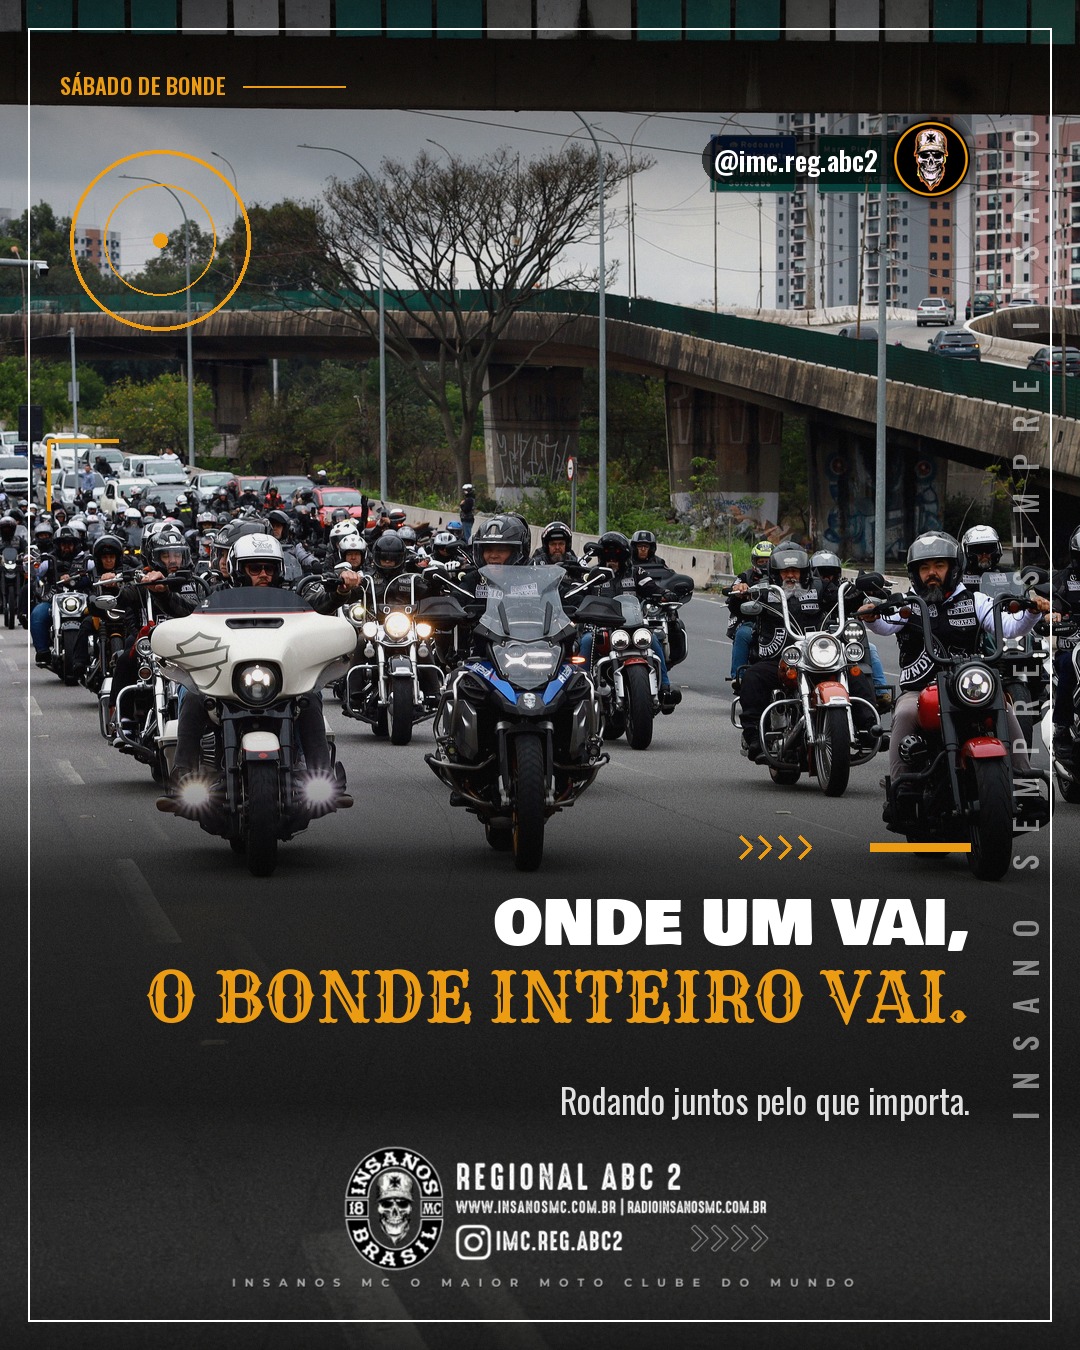 SÁBADO DE BONDE
@imc.reg.abc2
INSANO SEMPRE INSANO SEMPRE INSANO
ONDE UM VAI,
O BONDE INTEIRO VAI.
Rodando juntos pelo que importa.
INSANOS
18 MC
BRASIL
REGIONAL ABC 2
WWW.INSANOSMC.COM.BR | RADIOINSANOSMC.COM.BR
IMC.REG.ABC2
INSANOS MC O MAIOR MOTO CLUBE DO MUNDO